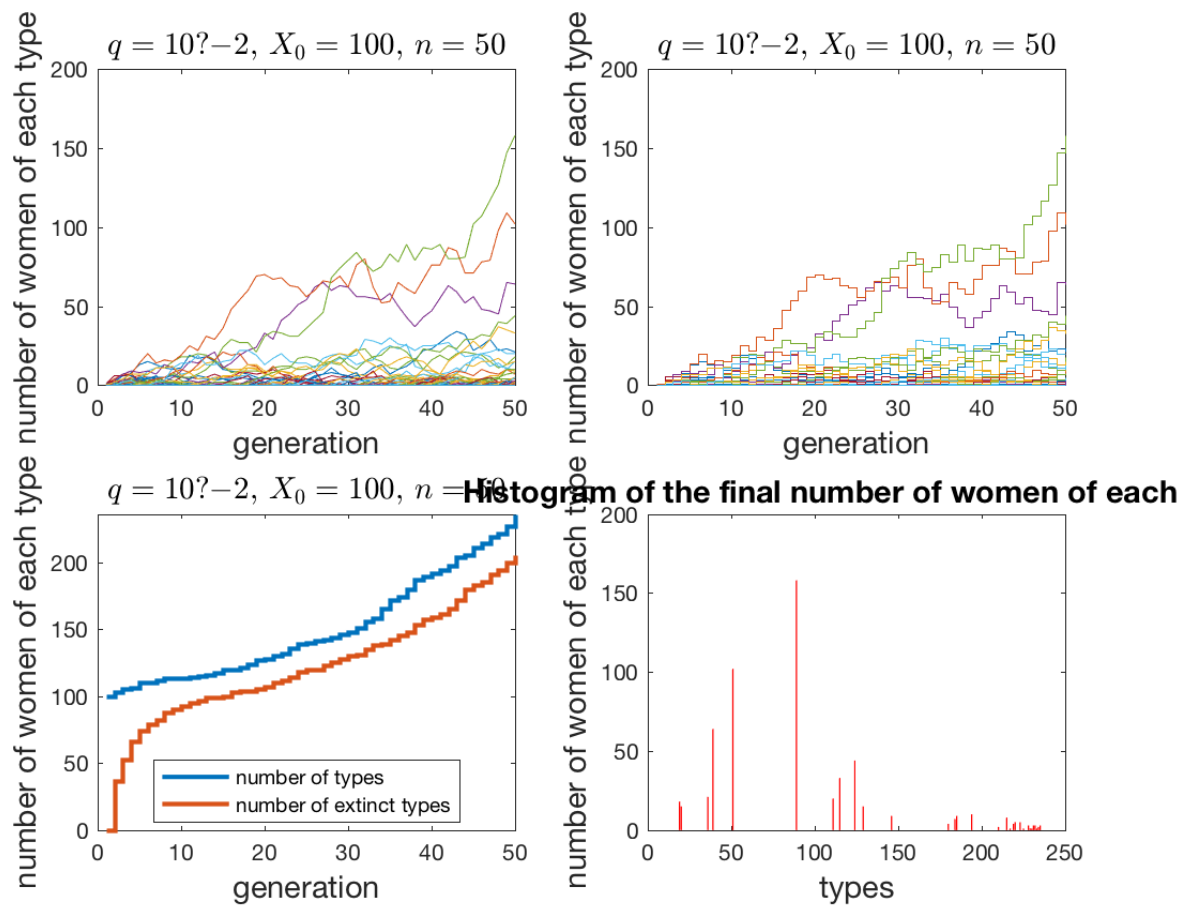 q = 10?−2, X₀ = 100, n = 50
number of women of each type
200
150
100
50
0
0 10 20 30 40 50
generation
q = 10?−2, X₀ = 100, n = 50
number of women of each type
200
150
100
50
0
0 10 20 30 40 50
generation
q = 10?−2, X₀ = 100, n = 50
number of women of each type
200
150
100
50
0
number of types
number of extinct types
0 10 20 30 40 50
generation
Histogram of the final number of women of each
number of women of each type
200
150
100
50
0
0 50 100 150 200 250
types